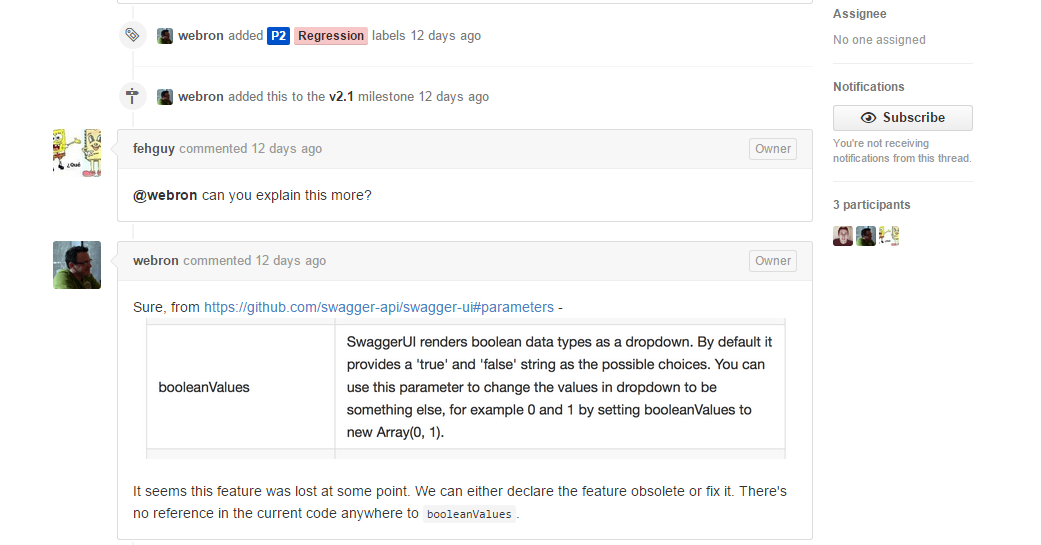 webron added P2 Regression labels 12 days ago
webron added this to the v2.1 milestone 12 days ago
¿Qué
fehguy commented 12 days ago
Owner
@webron can you explain this more?
webron commented 12 days ago
Owner
Sure, from https://github.com/swagger-api/swagger-ui#parameters -
booleanValues
SwaggerUI renders boolean data types as a dropdown. By default it
provides a 'true' and 'false' string as the possible choices. You can
use this parameter to change the values in dropdown to be
something else, for example 0 and 1 by setting booleanValues to
new Array(0, 1).
It seems this feature was lost at some point. We can either declare the feature obsolete or fix it. There's
no reference in the current code anywhere to booleanValues.
Assignee
No one assigned
Notifications
Subscribe
You're not receiving
notifications from this thread.
3 participants